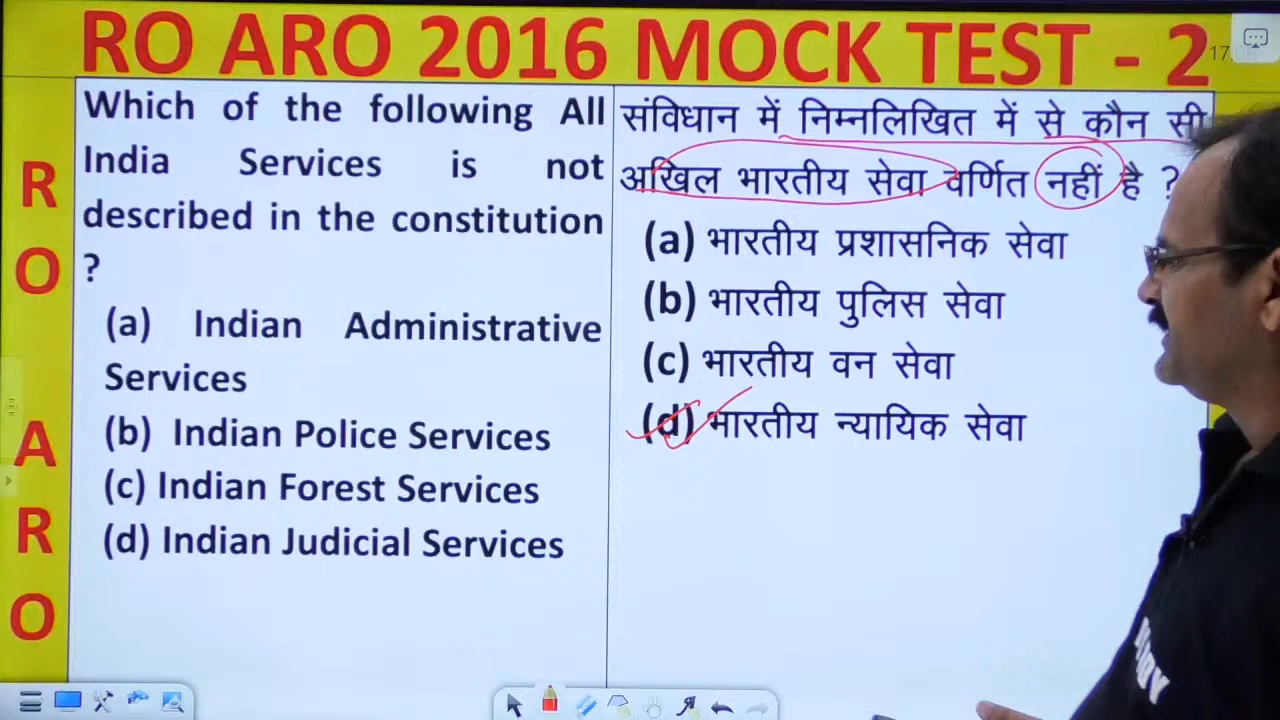 RO ARO 2016 MOCK TEST - 2
R
O
A
R
O
Which of the following All
India Services is not
described in the constitution
?
(a) Indian Administrative
Services
(b) Indian Police Services
(c) Indian Forest Services
(d) Indian Judicial Services
संविधान में निम्नलिखित में से कौन सी
अखिल भारतीय सेवा वर्णित नहीं है ?
(a) भारतीय प्रशासनिक सेवा
(b) भारतीय पुलिस सेवा
(c) भारतीय वन सेवा
(d) भारतीय न्यायिक सेवा